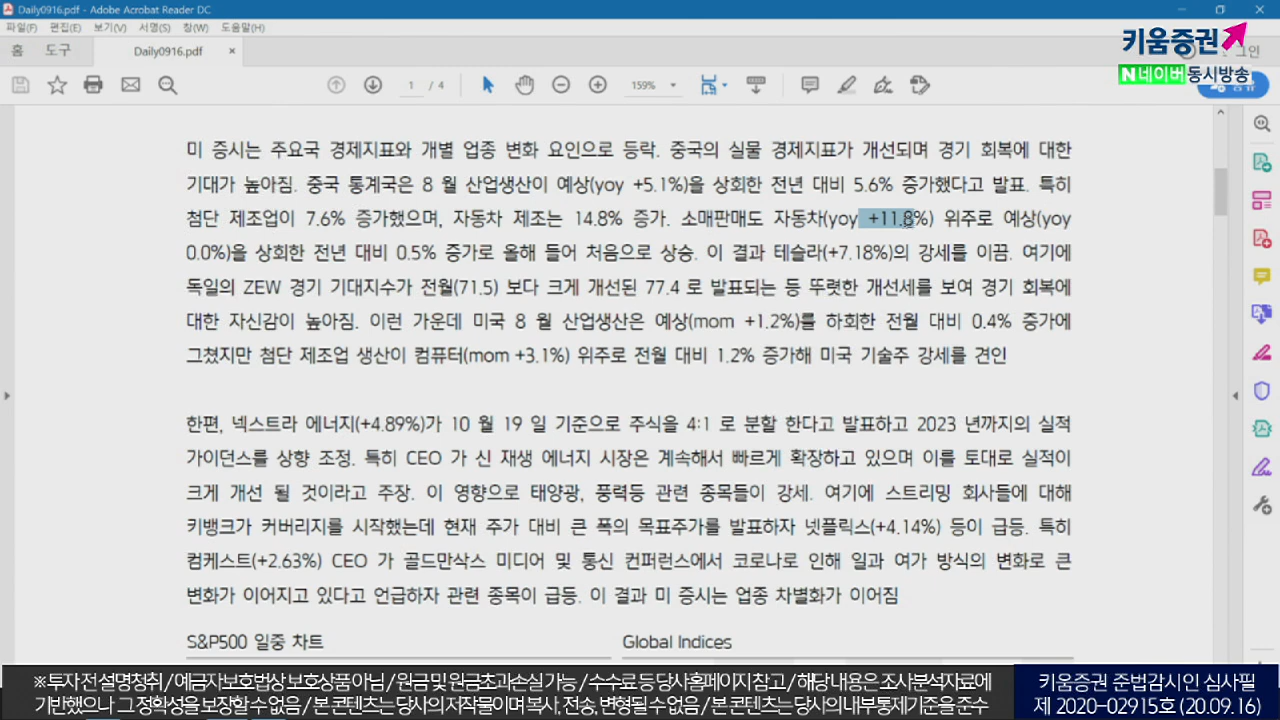 Daily0916.pdf - Adobe Acrobat Reader DC
파일(F) 편집(E) 보기(V) 서명(S) 창(W) 도움말(H)
홈 도구 Daily0916.pdf ×
키움증권
N 네이버 동시방송
1 / 4 159%
미 증시는 주요국 경제지표와 개별 업종 변화 요인으로 등락. 중국의 실물 경제지표가 개선되며 경기 회복에 대한
기대가 높아짐. 중국 통계국은 8 월 산업생산이 예상(yoy +5.1%)을 상회한 전년 대비 5.6% 증가했다고 발표. 특히
첨단 제조업이 7.6% 증가했으며, 자동차 제조는 14.8% 증가. 소매판매도 자동차(yoy +11.8%) 위주로 예상(yoy
0.0%)을 상회한 전년 대비 0.5% 증가로 올해 들어 처음으로 상승. 이 결과 테슬라(+7.18%)의 강세를 이끔. 여기에
독일의 ZEW 경기 기대지수가 전월(71.5) 보다 크게 개선된 77.4 로 발표되는 등 뚜렷한 개선세를 보여 경기 회복에
대한 자신감이 높아짐. 이런 가운데 미국 8 월 산업생산은 예상(mom +1.2%)를 하회한 전월 대비 0.4% 증가에
그쳤지만 첨단 제조업 생산이 컴퓨터(mom +3.1%) 위주로 전월 대비 1.2% 증가해 미국 기술주 강세를 견인
한편, 넥스트라 에너지(+4.89%)가 10 월 19 일 기준으로 주식을 4:1 로 분할 한다고 발표하고 2023 년까지의 실적
가이던스를 상향 조정. 특히 CEO 가 신 재생 에너지 시장은 계속해서 빠르게 확장하고 있으며 이를 토대로 실적이
크게 개선 될 것이라고 주장. 이 영향으로 태양광, 풍력등 관련 종목들이 강세. 여기에 스트리밍 회사들에 대해
키뱅크가 커버리지를 시작했는데 현재 주가 대비 큰 폭의 목표주가를 발표하자 넷플릭스(+4.14%) 등이 급등. 특히
컴케스트(+2.63%) CEO 가 골드만삭스 미디어 및 통신 컨퍼런스에서 코로나로 인해 일과 여가 방식의 변화로 큰
변화가 이어지고 있다고 언급하자 관련 종목이 급등. 이 결과 미 증시는 업종 차별화가 이어짐
S&P500 일중 차트 Global Indices
※ 투자 전 설명청취 / 예금자보호법상 보호상품 아님 / 원금 및 원금초과손실 가능 / 수수료 등 당사홈페이지 참고 / 해당 내용은 조사분석자료에
기반했으나 그 정확성을 보장할 수 없음 / 본 콘텐츠는 당사의 저작물이며 복사, 전송, 변형될 수 없음 / 본 콘텐츠는 당사의 내부통제기준을 준수
키움증권 준법감시인 심사필
제 2020-02915호 (20.09.16)